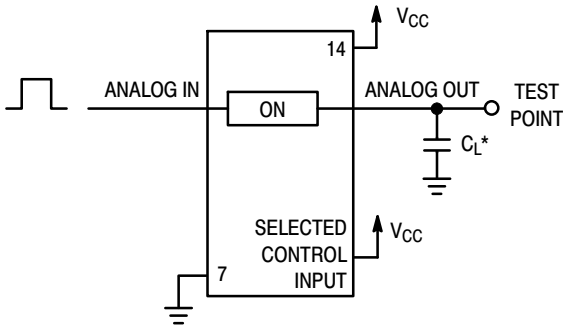 14
VCC
ANALOG IN
ON
ANALOG OUT
TEST
POINT
CL*
SELECTED
CONTROL
INPUT
VCC
7